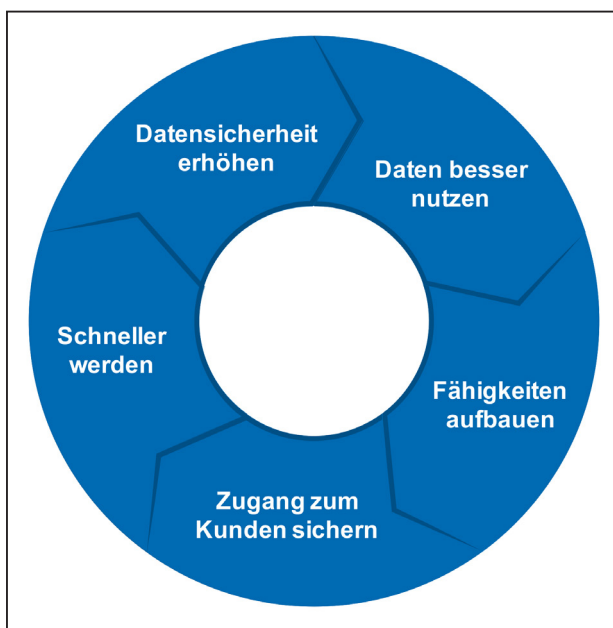 Datensicherheit
erhöhen
Daten besser
nutzen
Fähigkeiten
aufbauen
Zugang zum
Kunden sichern
Schneller
werden